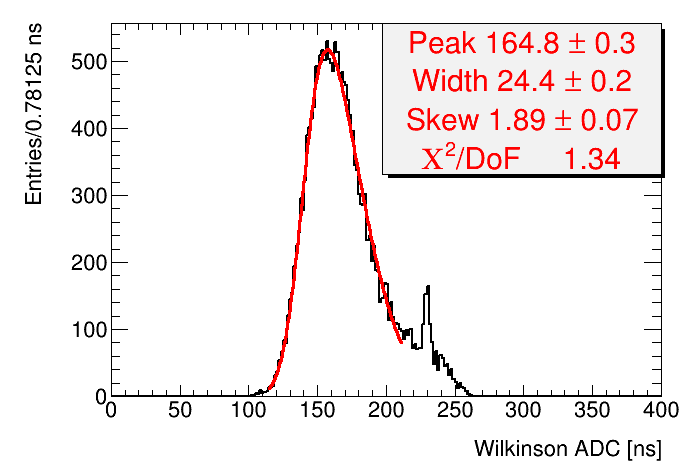 Entries/0.78125 ns
500
400
300
200
100
0
Peak 164.8 ± 0.3
Width 24.4 ± 0.2
Skew 1.89 ± 0.07
Χ²/DoF 1.34
0 50 100 150 200 250 300 350 400
Wilkinson ADC [ns]